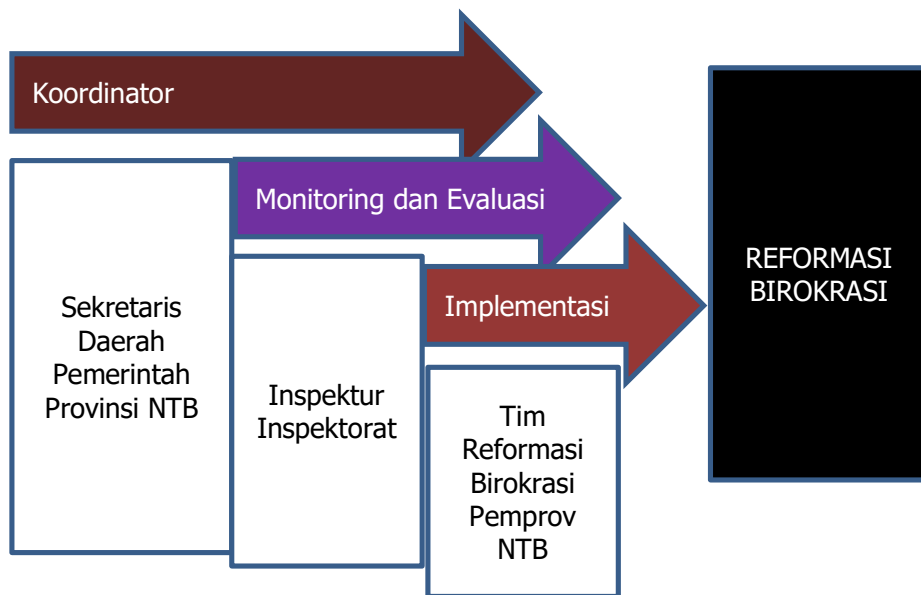 Koordinator
Monitoring dan Evaluasi
Implementasi
Sekretaris
Daerah
Pemerintah
Provinsi NTB
Inspektur
Inspektorat
Tim
Reformasi
Birokrasi
Pemprov
NTB
REFORMASI
BIROKRASI